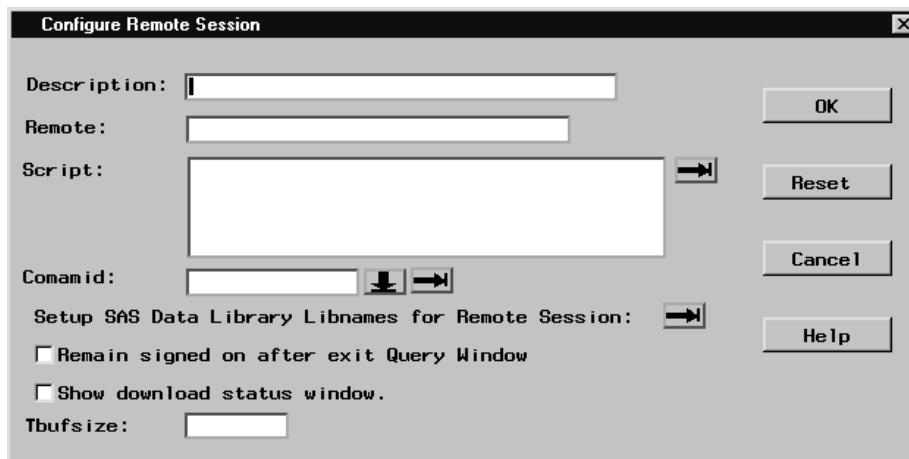 Configure Remote Session
Description:
OK
Remote:
Script:
Reset
Cancel
Comamid:
Setup SAS Data Library Libnames for Remote Session:
Help
Remain signed on after exit Query Window
Show download status window.
Tbufsize: